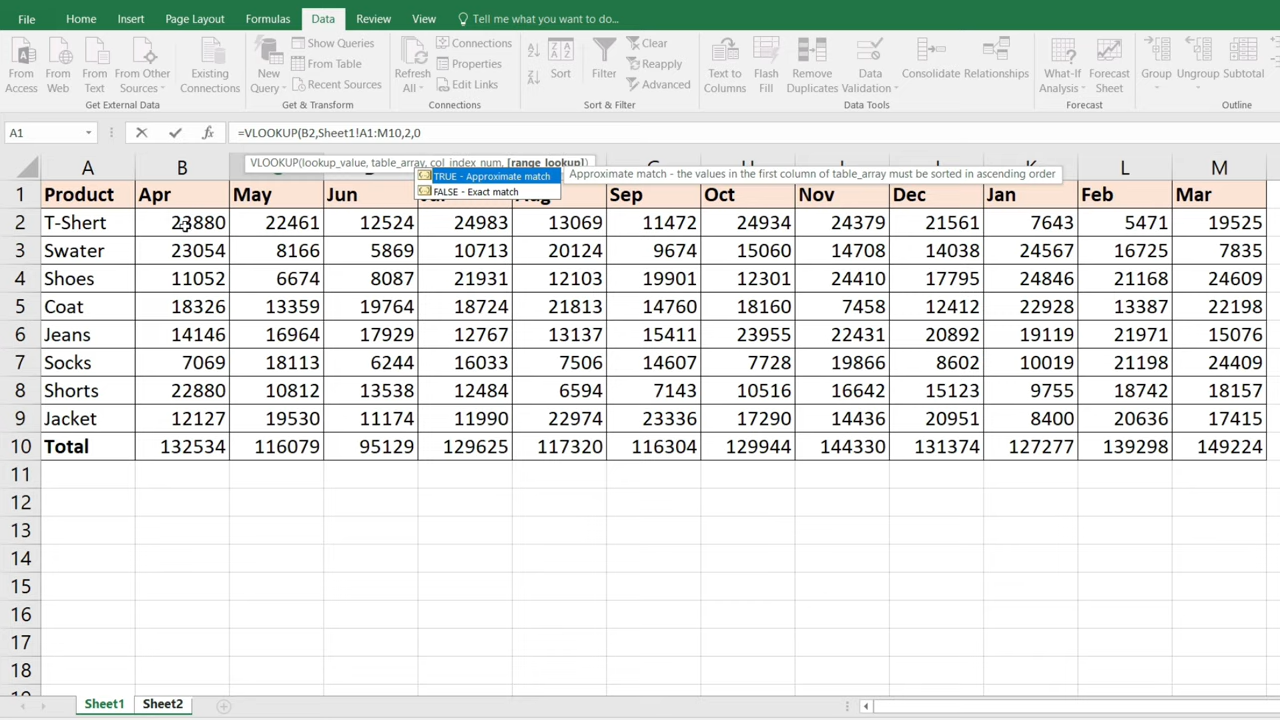 File Home Insert Page Layout Formulas Data Review View Tell me what you want to do...
Show Queries Connections Clear
From Table Properties Reapply
Recent Sources Edit Links Advanced
From Access From Web From Text From Other Sources Existing Connections New Query Refresh All Sort Filter Text to Columns Flash Fill Remove Duplicates Data Validation Consolidate Relationships What-If Analysis Forecast Sheet Group Ungroup Subtotal
Get External Data Get & Transform Connections Sort & Filter Data Tools Forecast Outline
A1 fx =VLOOKUP(B2,Sheet1!A1:M10,2,0
VLOOKUP(lookup_value, table_array, col_index_num, [range_lookup])
TRUE - Approximate match Approximate match - the values in the first column of table_array must be sorted in ascending order
FALSE - Exact match
A B K L M
1 Product Apr May Jun Sep Oct Nov Dec Jan Feb Mar
2 T-Shert 23880 22461 12524 24983 13069 11472 24934 24379 21561 7643 5471 19525
3 Swater 23054 8166 5869 10713 20124 9674 15060 14708 14038 24567 16725 7835
4 Shoes 11052 6674 8087 21931 12103 19901 12301 24410 17795 24846 21168 24609
5 Coat 18326 13359 19764 18724 21813 14760 18160 7458 12412 22928 13387 22198
6 Jeans 14146 16964 17929 12767 13137 15411 23955 22431 20892 19119 21971 15076
7 Socks 7069 18113 6244 16033 7506 14607 7728 19866 8602 10019 21198 24409
8 Shorts 22880 10812 13538 12484 6594 7143 10516 16642 15123 9755 18742 18157
9 Jacket 12127 19530 11174 11990 22974 23336 17290 14436 20951 8400 20636 17415
10 Total 132534 116079 95129 129625 117320 116304 129944 144330 131374 127277 139298 149224
11
12
13
14
15
16
17
18
Sheet1 Sheet2